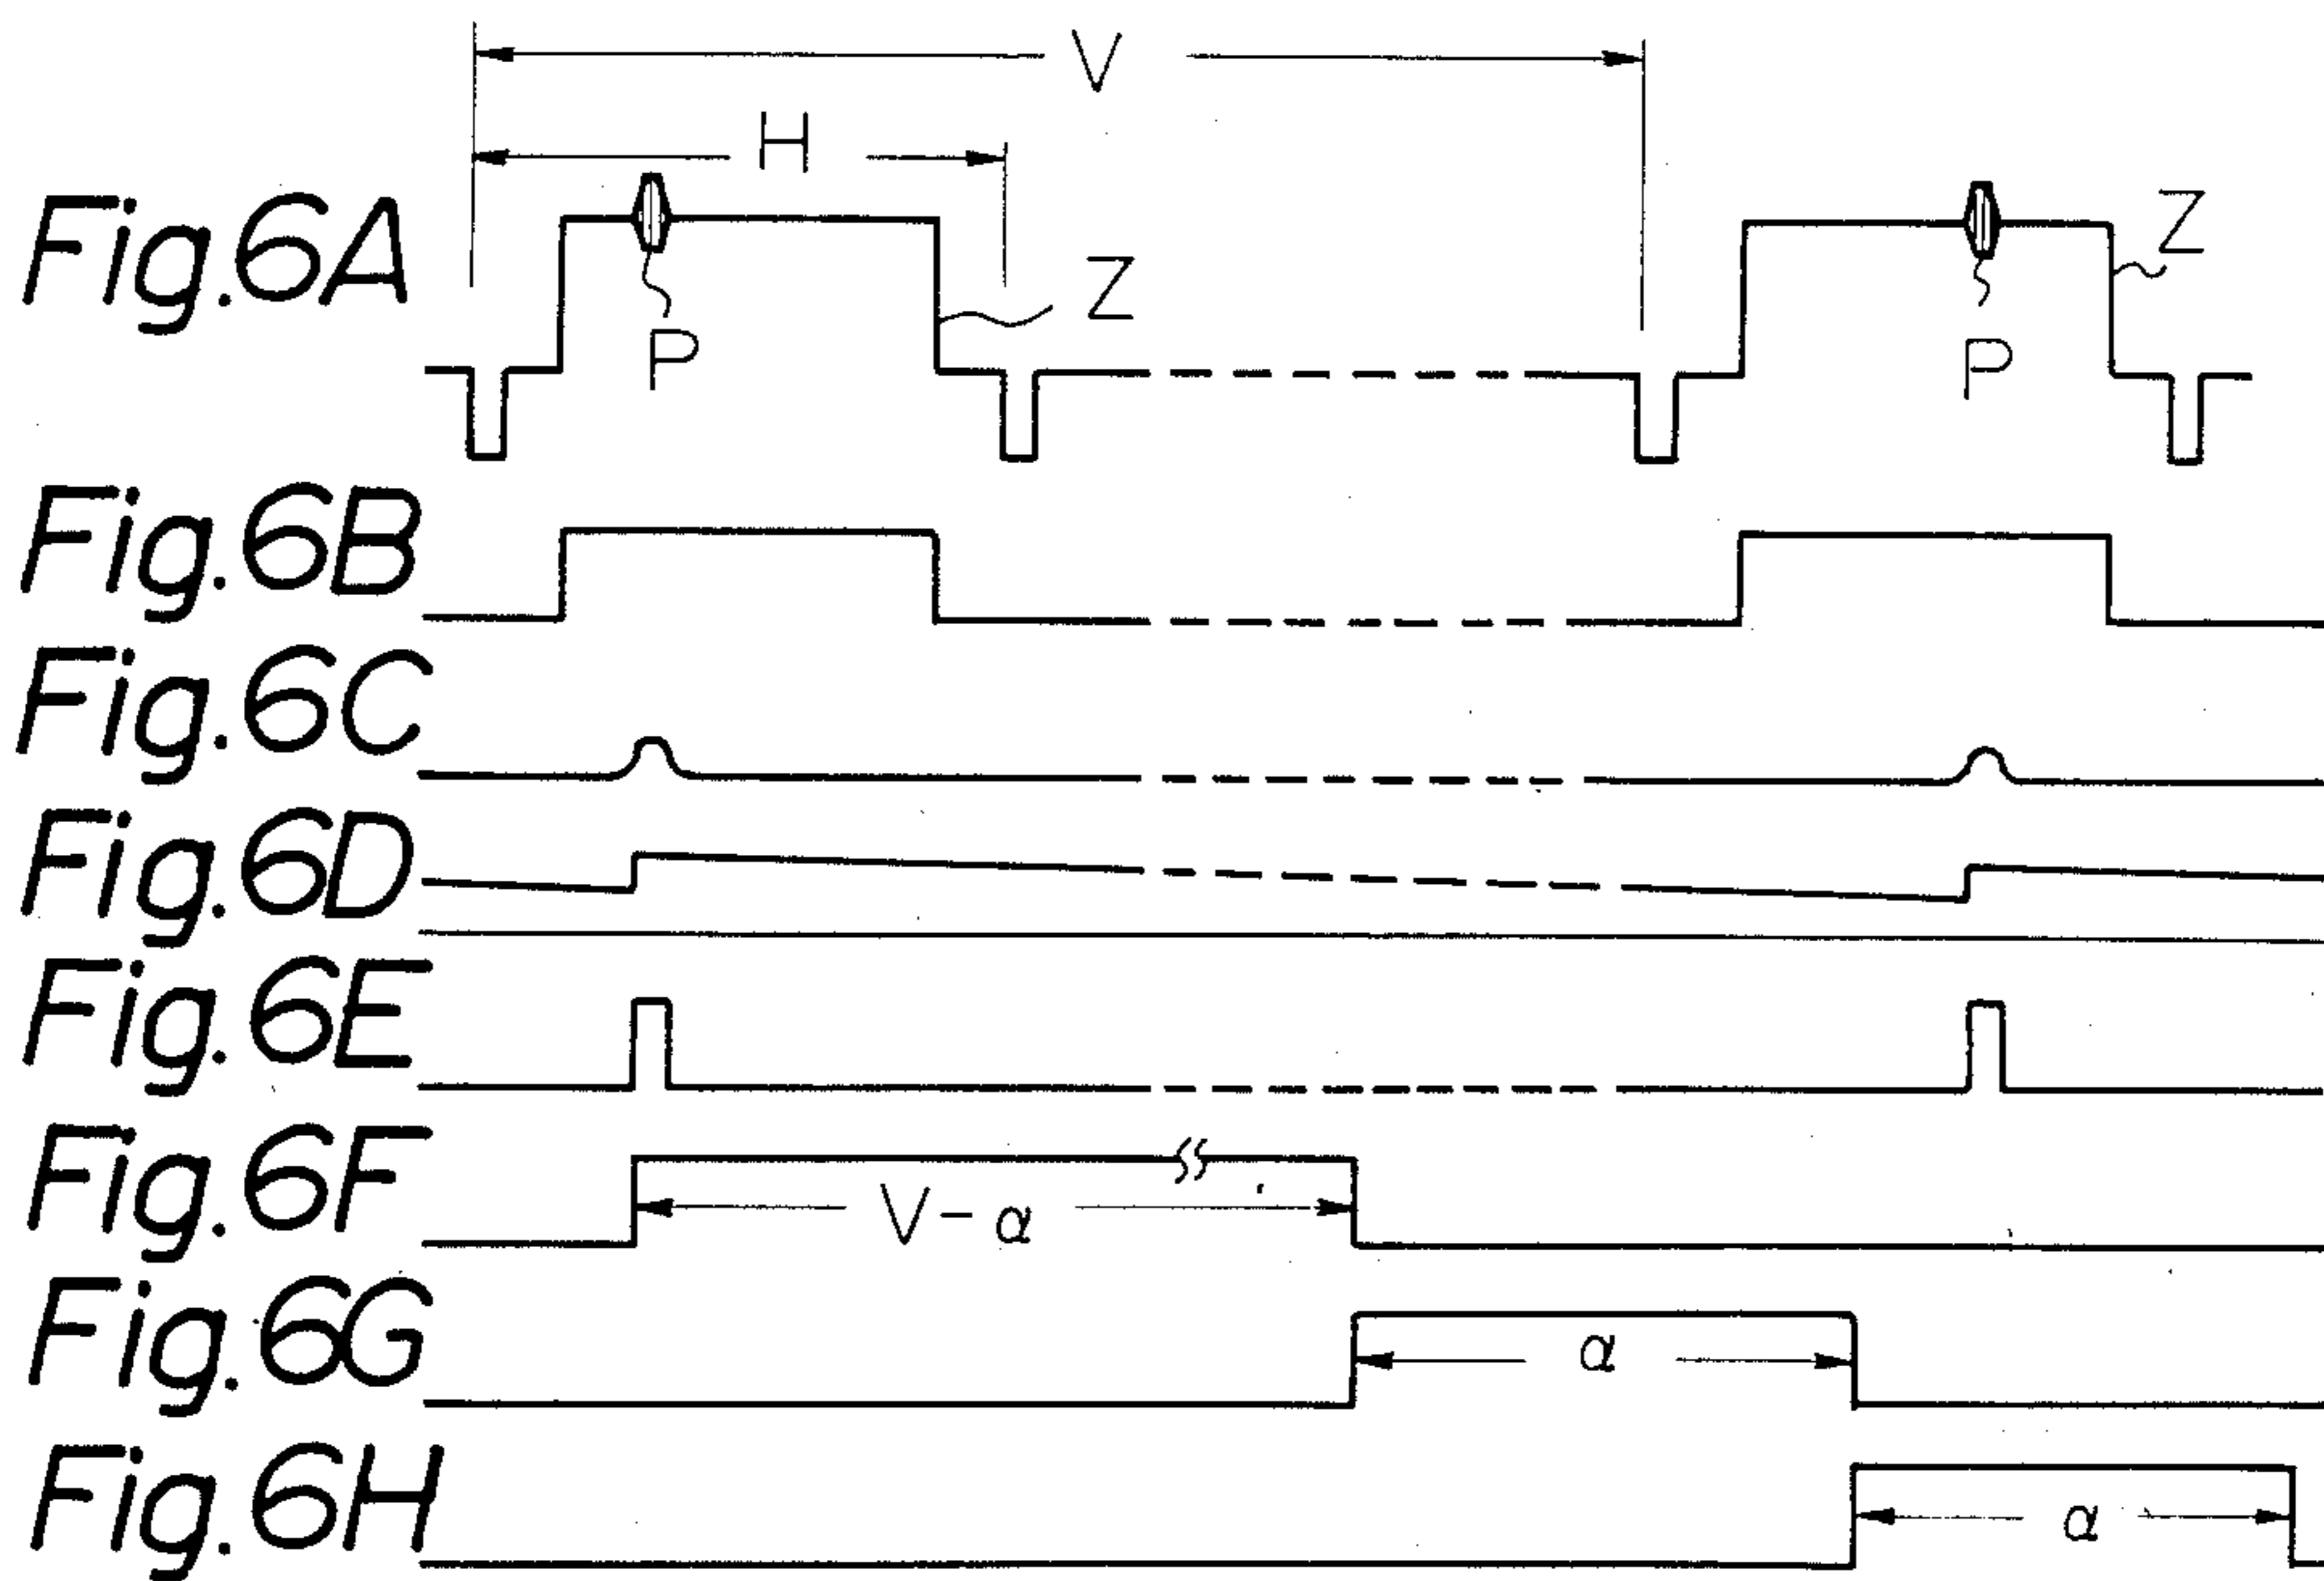 V
H
Fig.6A
Z
Z
P
P
Fig.6B
Fig.6C
Fig.6D
Fig.6E
Fig.6F
V-α
Fig.6G
α
Fig.6H
α